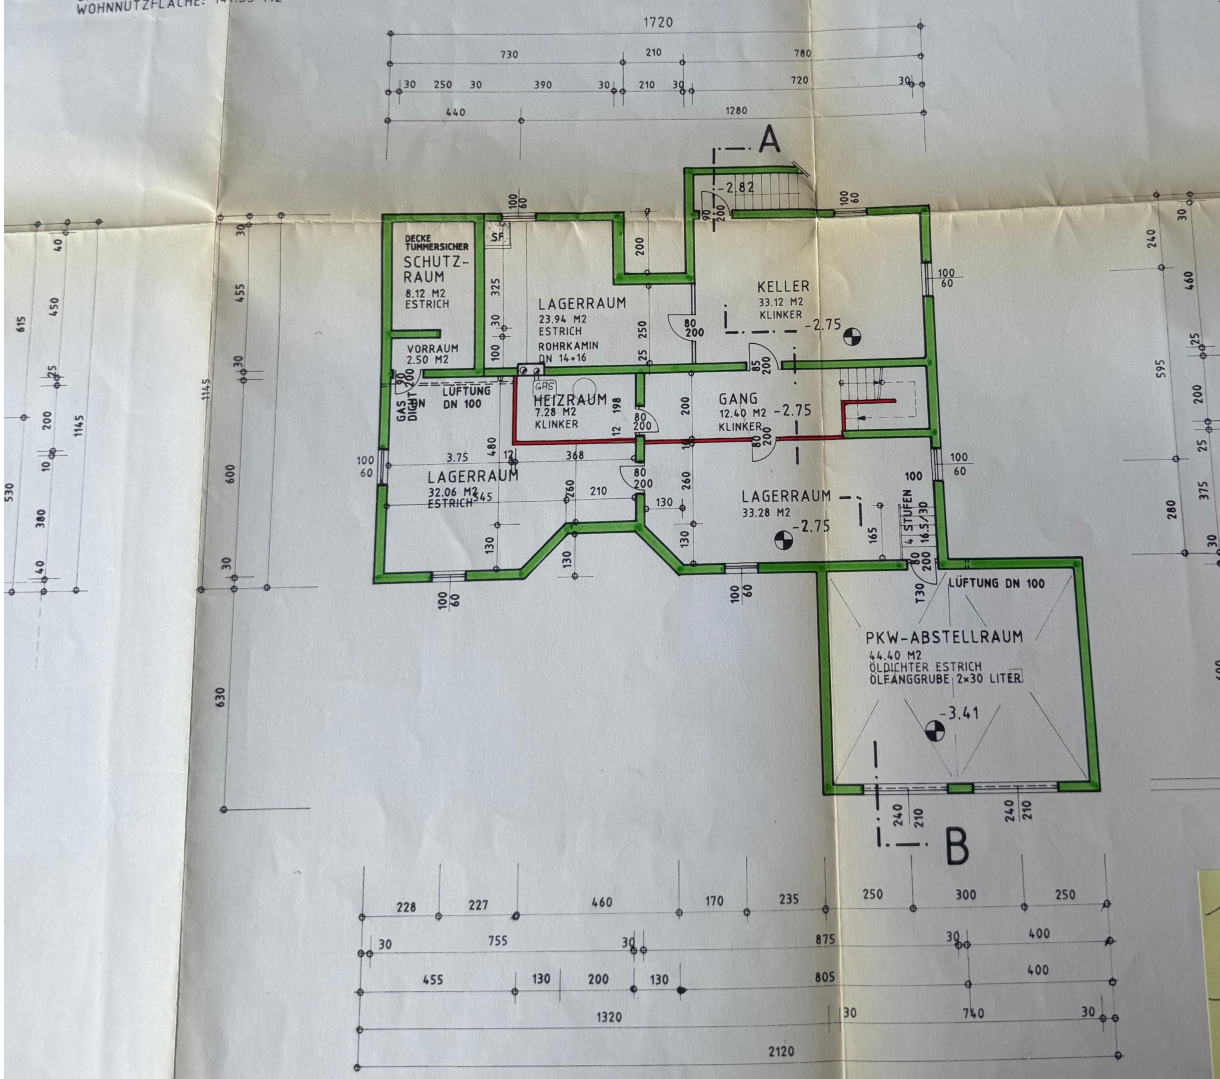 WOHNNUTZFLÄCHE:
1720
730 210 780
30 250 30 390 30 210 30 720 30
440 1280
A
-2.82
90
200
100
60
100
60
SF
DECKE
TÜMMERSICHER
SCHUTZ-
RAUM
8.12 M2
ESTRICH
VORRAUM
2.50 M2
LAGERRAUM
23.94 M2
ESTRICH
ROHRKAMIN
DN 14+16
325
30
100
200
250
25
80
200
KELLER
33.12 M2
KLINKER
-2.75
100
60
85
200
GAS
DICHT
90
200
LÜFTUNG
DN 100
GAS
HEIZRAUM
7.28 M2
KLINKER
198
12
80
200
200
GANG
12.40 M2
KLINKER
-2.75
80
200
100
60
3.75 12 368
480
LAGERRAUM
32.06 M2
ESTRICH
345
260
210
80
200
130
260
130
130
130
LAGERRAUM
33.28 M2
-2.75
100
100
60
4 STUFEN
16.5/30
165
80
200
T30
LÜFTUNG DN 100
100
60
100
60
PKW-ABSTELLRAUM
44.40 M2
ÖLDICHTER ESTRICH
ÖLFANGGRUBE 2x30 LITER
-3.41
240
210
240
210
B
615
530
40
450
25
200
10
380
40
1145
1145
30
455
30
600
30
630
240
595
280
30
460
25
200
25
375
30
228 227 460 170 235 250 300 250
30 755 30 875 30 400
455 130 200 130 805 400
1320 30 740 30
2120